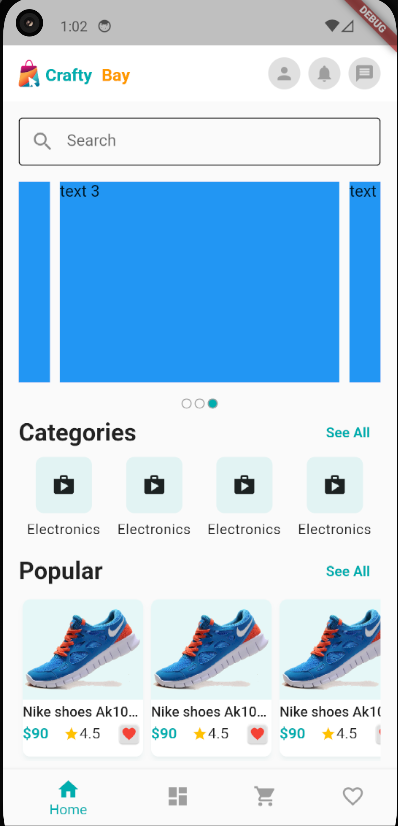 1:02
DEBUG
Crafty Bay
Search
text 3
text
Categories
See All
Electronics
Electronics
Electronics
Electronics
Popular
See All
Nike shoes Ak10...
Nike shoes Ak10...
Nike shoes Ak10
$90 4.5
$90 4.5
$90 4.5
Home